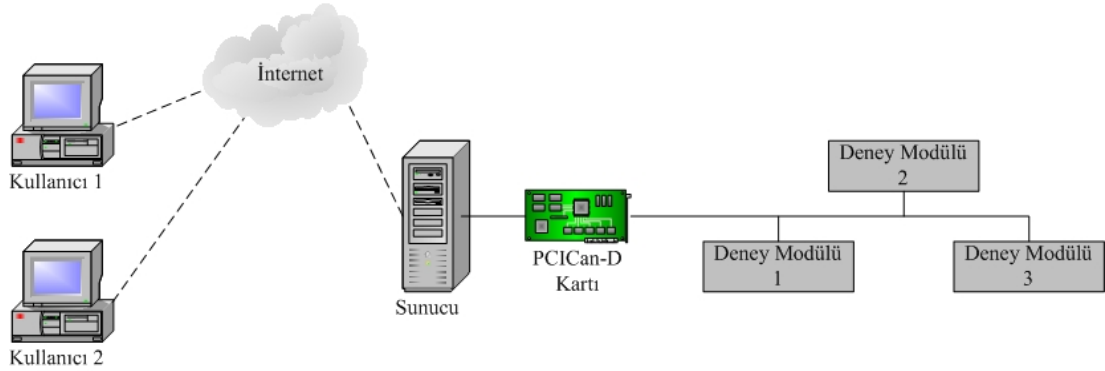 İnternet
Kullanıcı 1
Deney Modülü
2
PCICan-D
Kartı
Deney Modülü
1
Deney Modülü
3
Sunucu
Kullanıcı 2